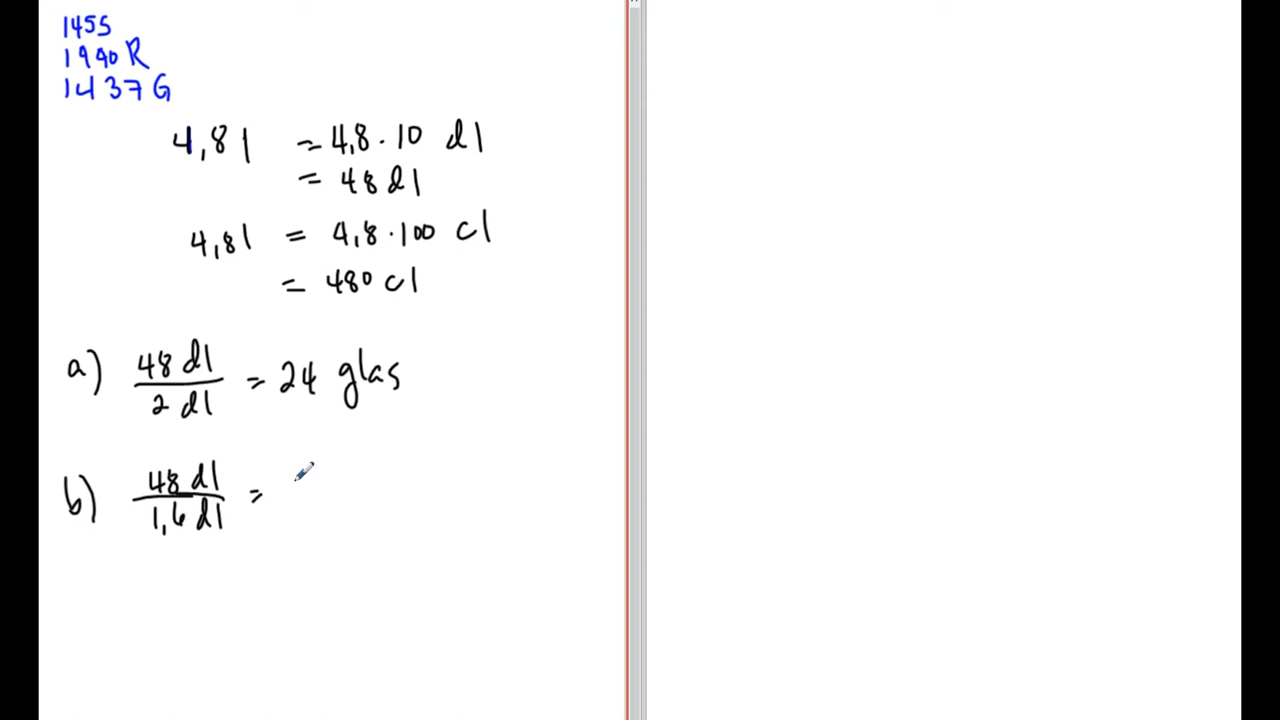 1455
1990 R
1437 G
4,8 l = 4,8 · 10 dl
= 48 dl
4,8 l = 4,8 · 100 cl
= 480 cl
a) 48 dl / 2 dl = 24 glas
b) 48 dl / 1,6 dl =